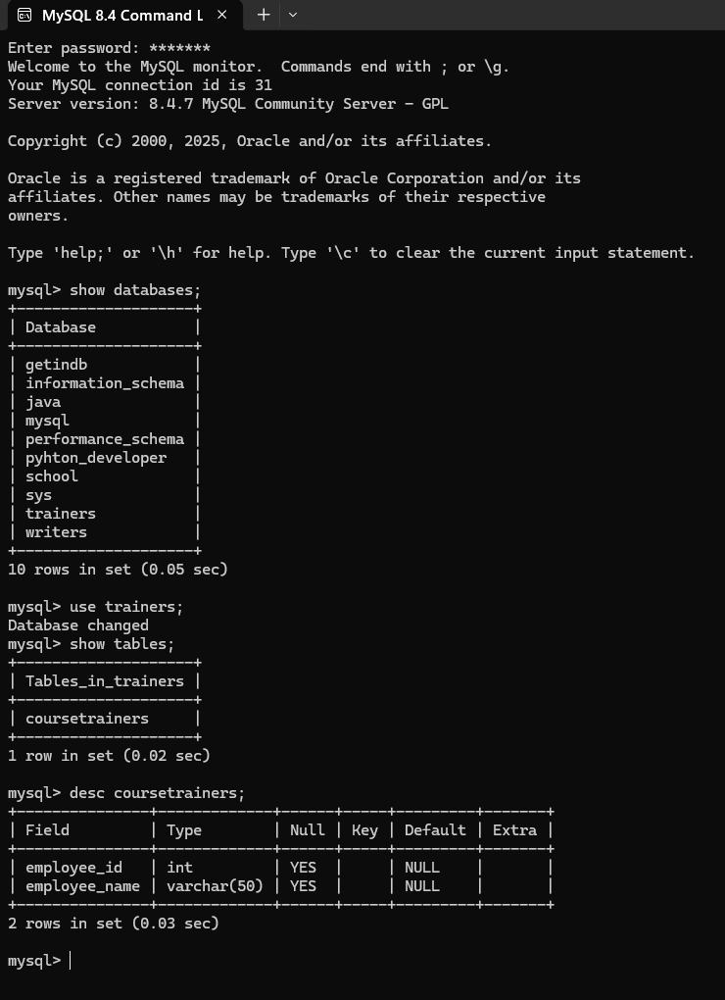 MySQL 8.4 Command L
Enter password: *******
Welcome to the MySQL monitor.  Commands end with ; or \g.
Your MySQL connection id is 31
Server version: 8.4.7 MySQL Community Server - GPL

Copyright (c) 2000, 2025, Oracle and/or its affiliates.

Oracle is a registered trademark of Oracle Corporation and/or its
affiliates. Other names may be trademarks of their respective
owners.

Type 'help;' or '\h' for help. Type '\c' to clear the current input statement.

mysql> show databases;
+--------------------+
| Database           |
+--------------------+
| getindb            |
| information_schema |
| java               |
| mysql              |
| performance_schema |
| pyhton_developer   |
| school             |
| sys                |
| trainers           |
| writers            |
+--------------------+
10 rows in set (0.05 sec)

mysql> use trainers;
Database changed
mysql> show tables;
+--------------------+
| Tables_in_trainers |
+--------------------+
| coursetrainers     |
+--------------------+
1 row in set (0.02 sec)

mysql> desc coursetrainers;
+---------------+-------------+------+-----+---------+-------+
| Field         | Type        | Null | Key | Default | Extra |
+---------------+-------------+------+-----+---------+-------+
| employee_id   | int         | YES  |     | NULL    |       |
| employee_name | varchar(50) | YES  |     | NULL    |       |
+---------------+-------------+------+-----+---------+-------+
2 rows in set (0.03 sec)

mysql>